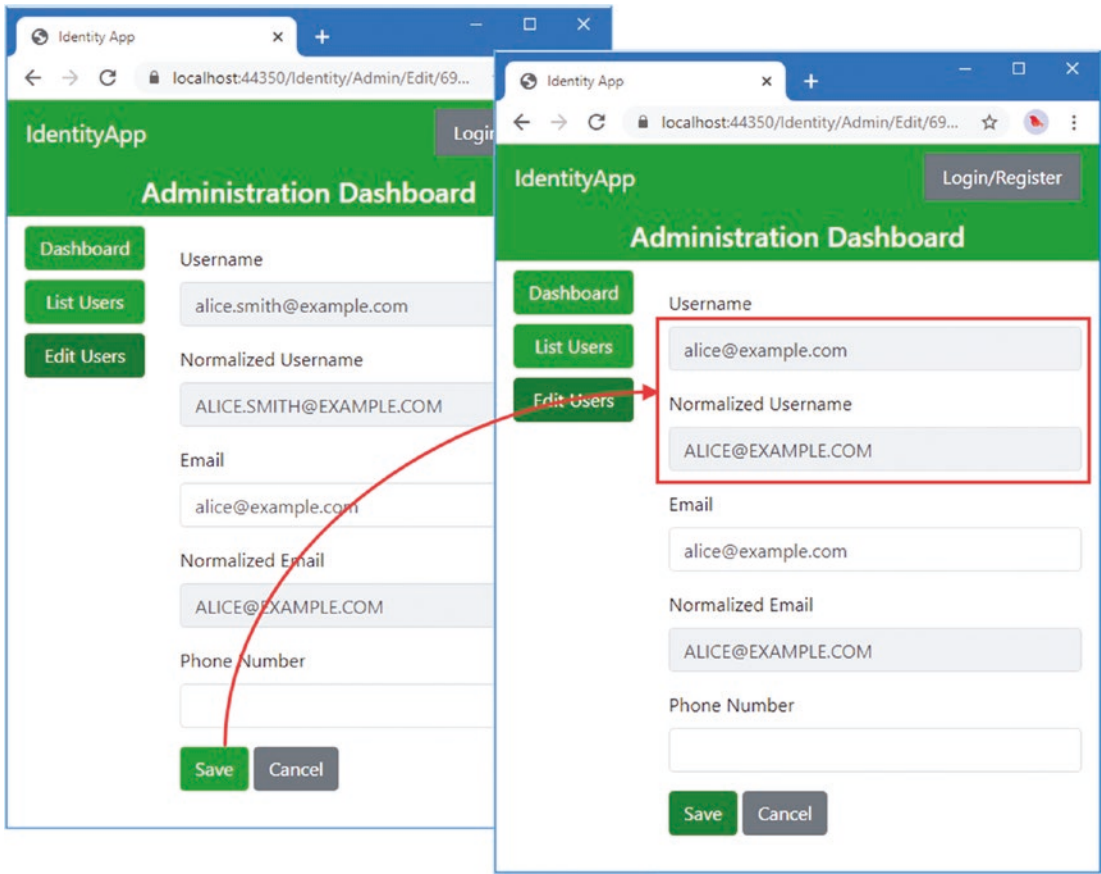 Identity App
localhost:44350/Identity/Admin/Edit/69...
IdentityApp
Administration Dashboard
Dashboard
List Users
Edit Users
Username
alice.smith@example.com
Normalized Username
ALICE.SMITH@EXAMPLE.COM
Email
alice@example.com
Normalized Email
ALICE@EXAMPLE.COM
Phone Number
Save Cancel
Identity App
localhost:44350/Identity/Admin/Edit/69...
IdentityApp
Login/Register
Administration Dashboard
Dashboard
List Users
Edit Users
Username
alice@example.com
Normalized Username
ALICE@EXAMPLE.COM
Email
alice@example.com
Normalized Email
ALICE@EXAMPLE.COM
Phone Number
Save Cancel